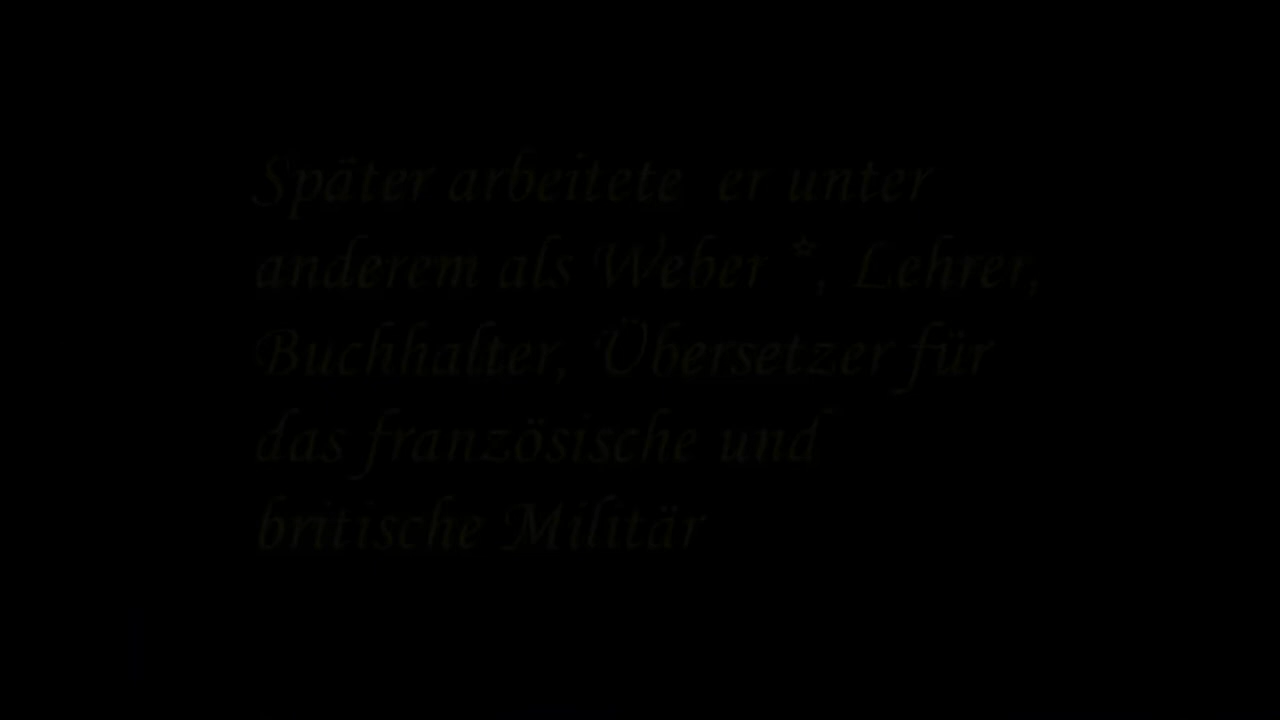 Später arbeitete er unter
anderem als Weber *, Lehrer,
Buchhalter, Übersetzer für
das französische und
britische Militär